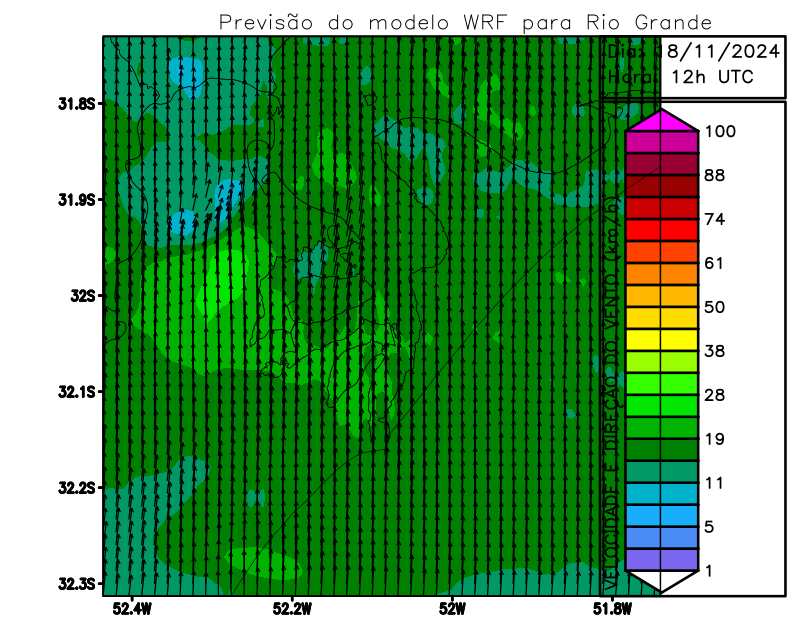 Previsão do modelo WRF para Rio Grande
Dia: 18/11/2024
Hora: 12h UTC
31.8S
31.9S
32S
32.1S
32.2S
32.3S
52.4W
52.2W
52W
51.8W
VELOCIDADE E DIREÇÃO DO VENTO (km/h)
100
88
74
61
50
38
28
19
11
5
1